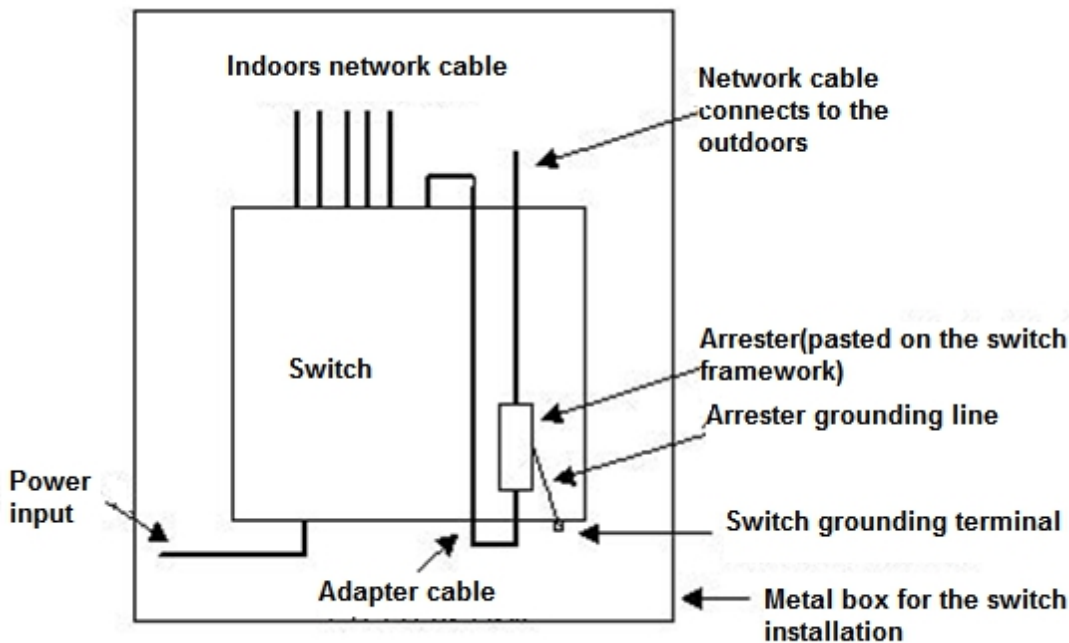 Indoors network cable
Network cable
connects to the
outdoors
Switch
Arrester(pasted on the switch
framework)
Arrester grounding line
Power
input
Switch grounding terminal
Adapter cable
Metal box for the switch
installation